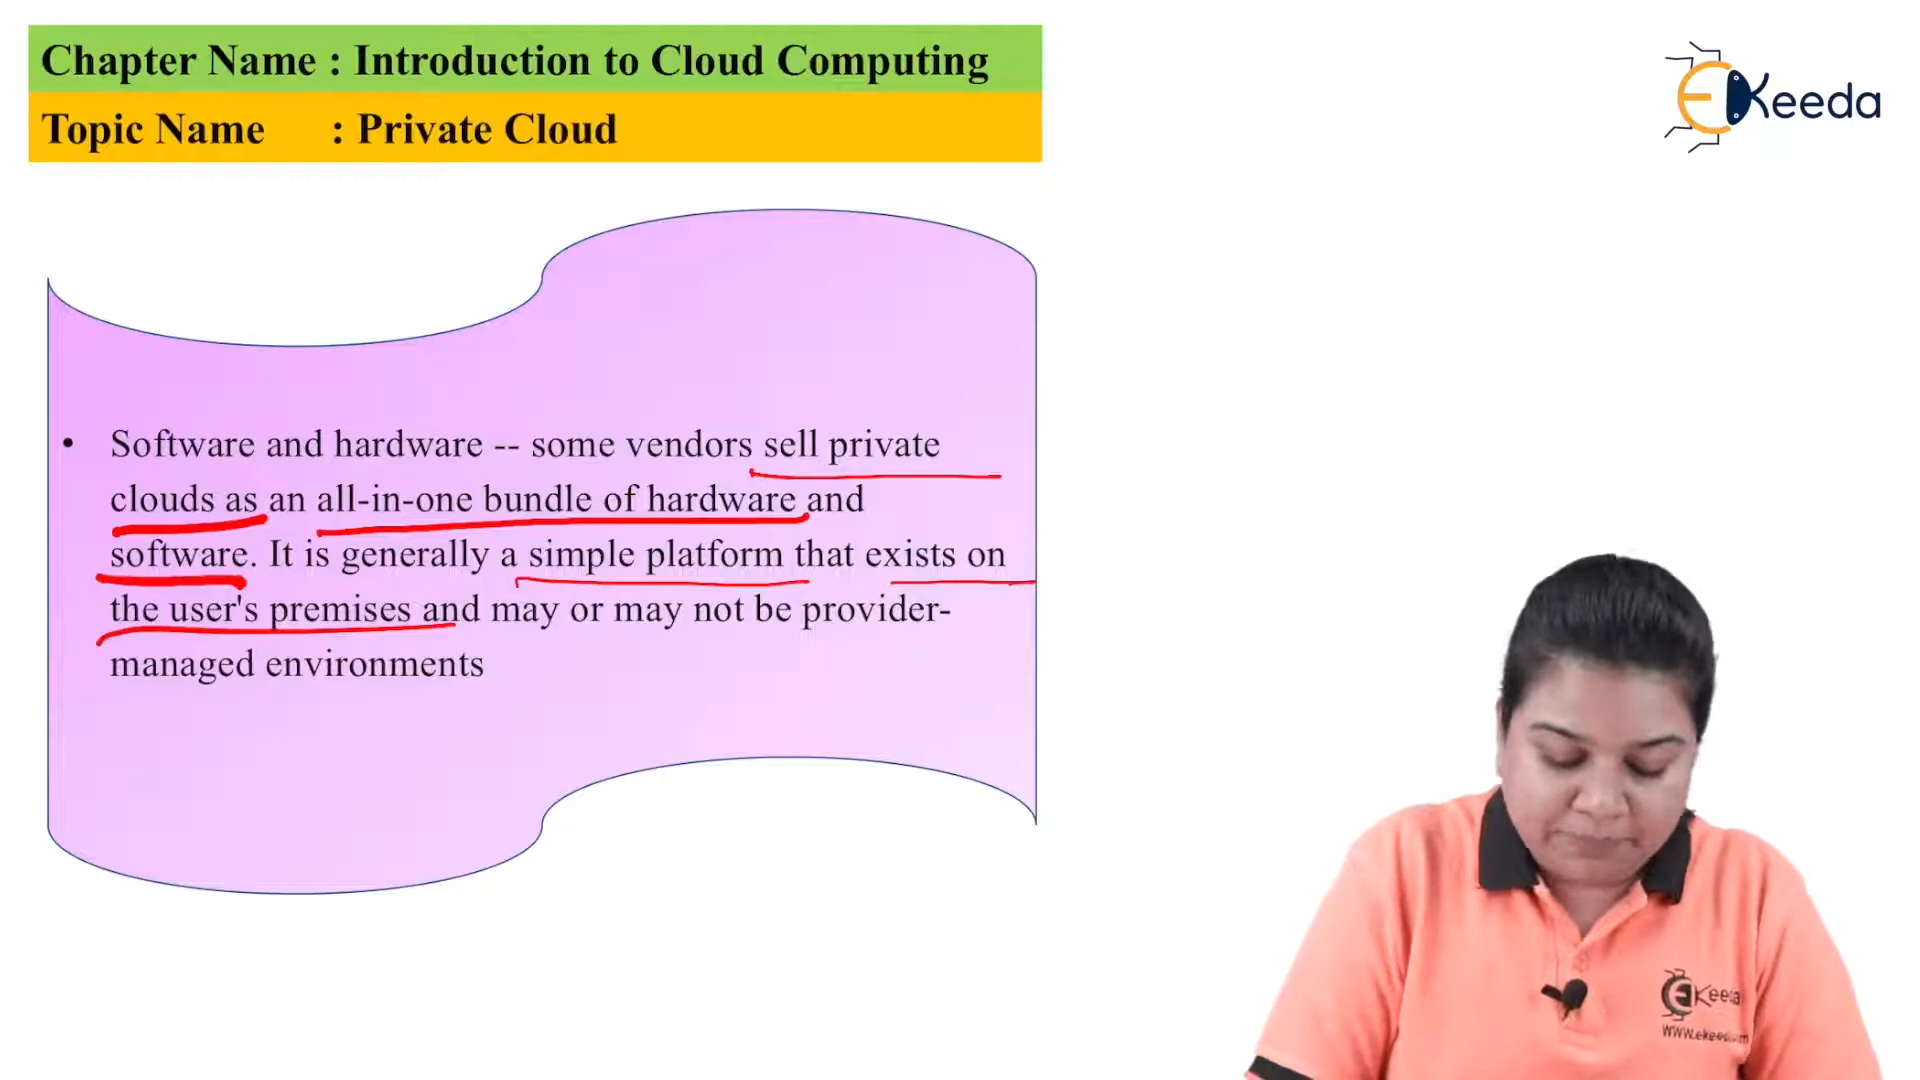 Chapter Name : Introduction to Cloud Computing
Topic Name : Private Cloud
EKeeda
• Software and hardware -- some vendors sell private
clouds as an all-in-one bundle of hardware and
software. It is generally a simple platform that exists on
the user's premises and may or may not be provider-
managed environments
EKeeda